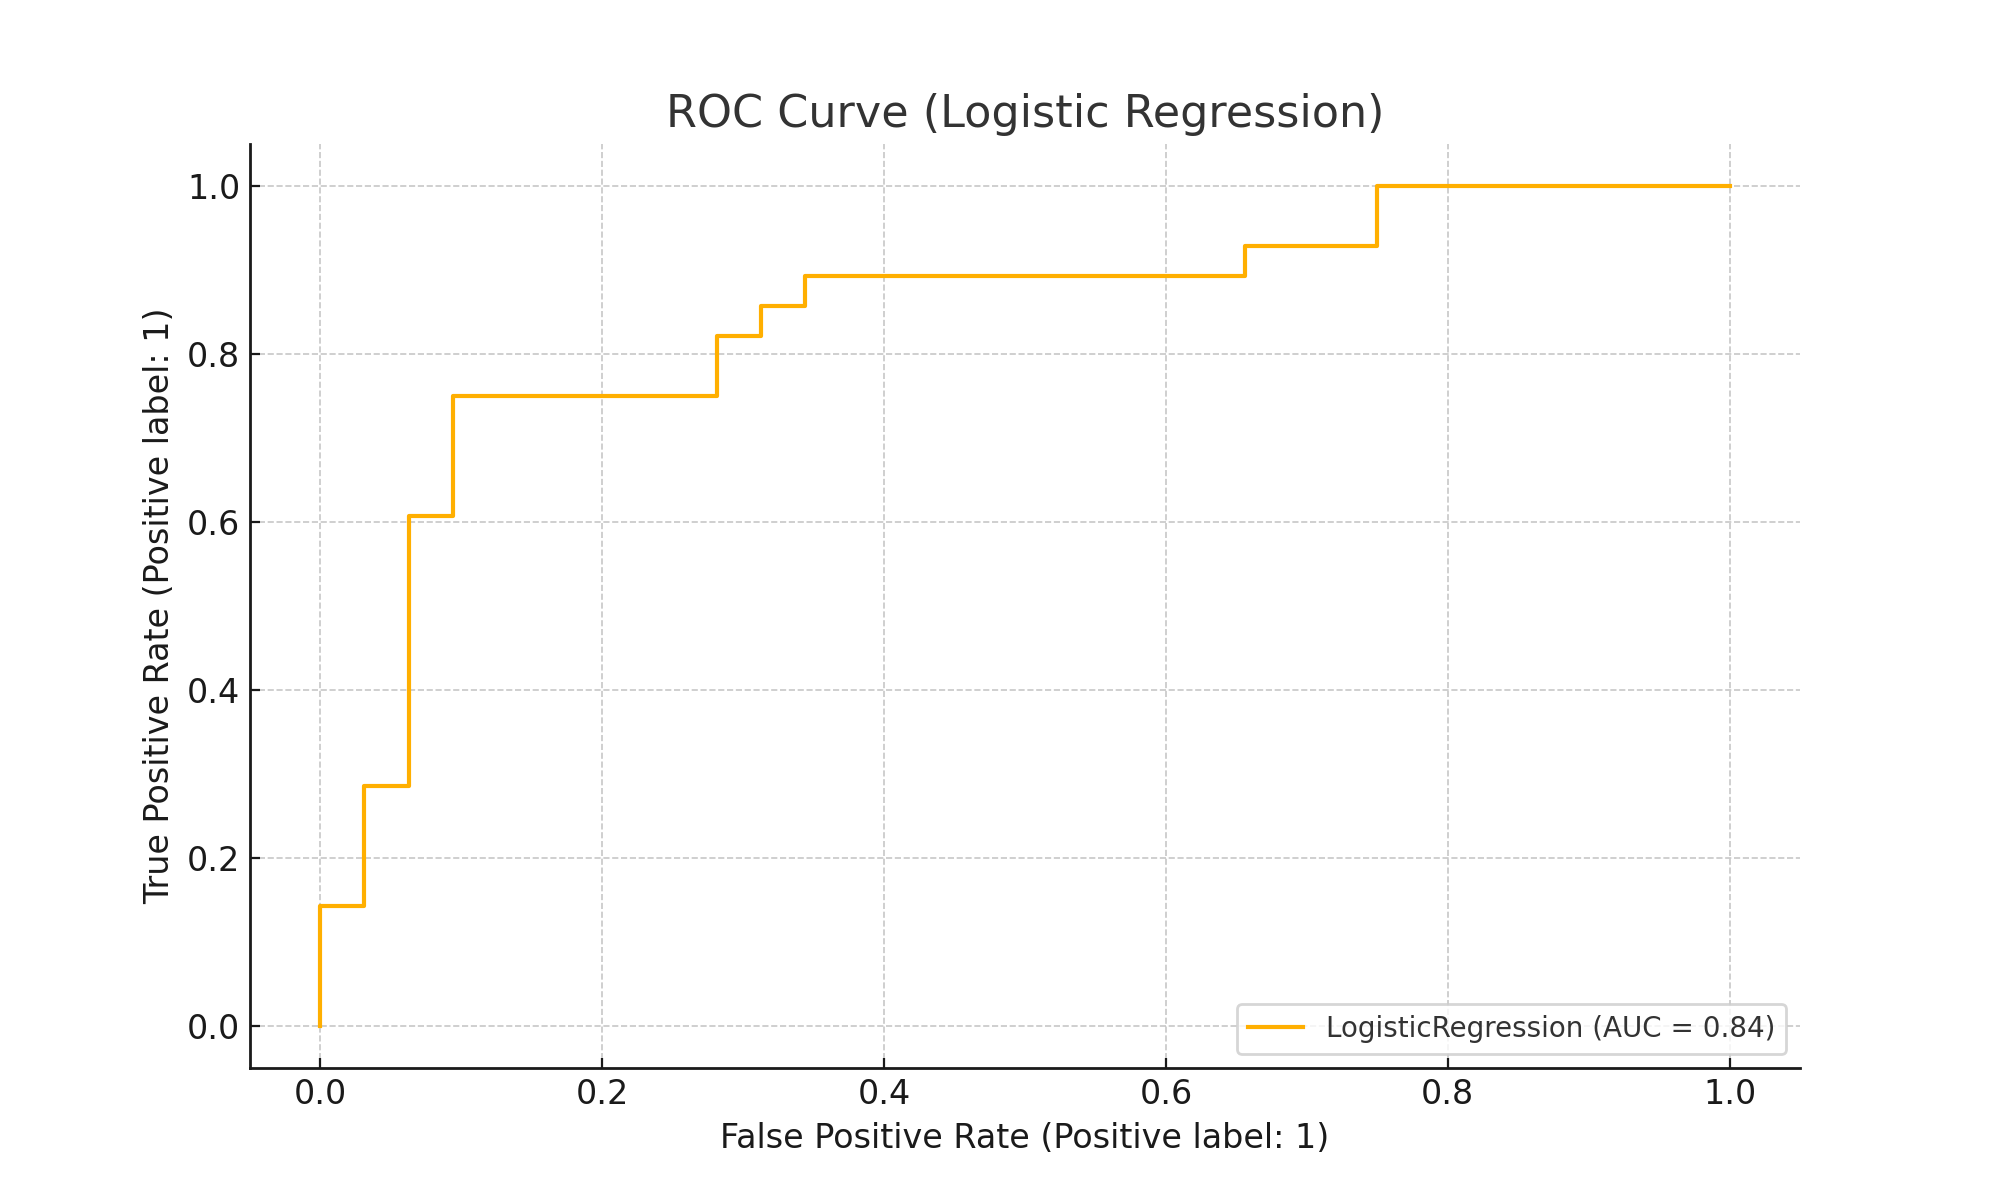 ROC Curve (Logistic Regression)
True Positive Rate (Positive label: 1)
1.0
0.8
0.6
0.4
0.2
0.0
LogisticRegression (AUC = 0.84)
0.0 0.2 0.4 0.6 0.8 1.0
False Positive Rate (Positive label: 1)